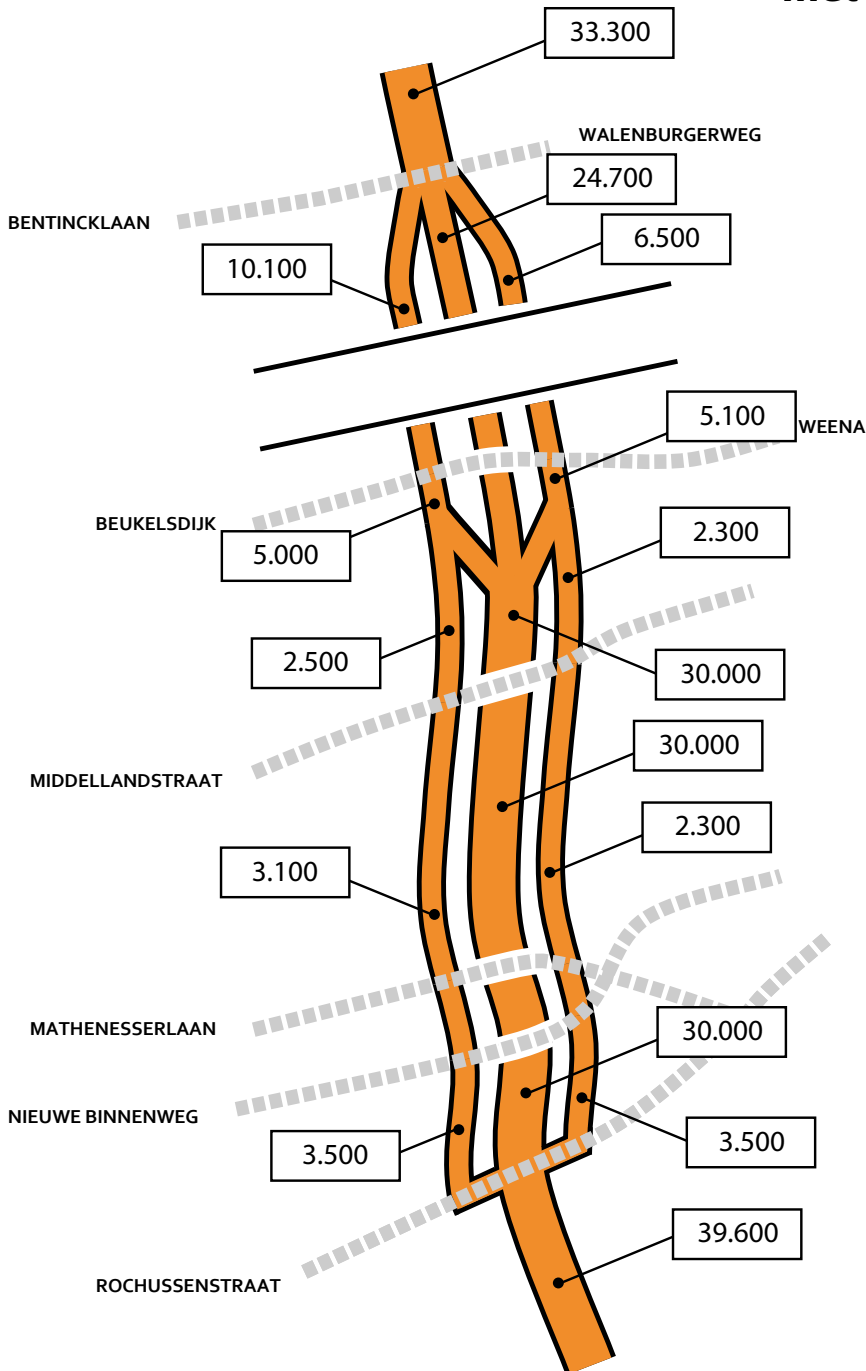 33.300
WALENBURGERWEG
24.700
BENTINCKLAAN
6.500
10.100
5.100
WEENA
BEUKELSDIJK
5.000
2.300
2.500
30.000
30.000
MIDDELLANDSTRAAT
2.300
3.100
MATHENESSERLAAN
30.000
NIEUWE BINNENWEG
3.500
3.500
39.600
ROCHUSSENSTRAAT